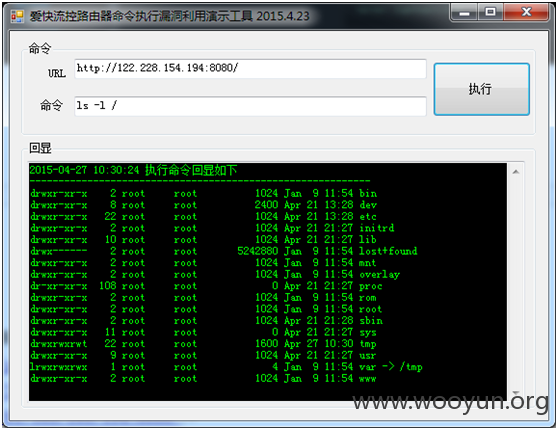 爱快流控路由器命令执行漏洞利用演示工具 2015.4.23
命令
URL http://122.228.154.194:8080/
命令 ls -l /
执行
回显
2015-04-27 10:30:24 执行命令回显如下
--------------------------------------------------------------
drwxr-xr-x 2 root root 1024 Jan 9 11:54 bin
drwxr-xr-x 8 root root 2400 Apr 21 13:28 dev
drwxr-xr-x 22 root root 1024 Apr 21 13:28 etc
drwxr-xr-x 2 root root 1024 Apr 21 21:27 initrd
drwxr-xr-x 10 root root 1024 Apr 21 21:27 lib
drwx------ 2 root root 5242880 Jan 9 11:54 lost+found
drwxr-xr-x 2 root root 1024 Jan 9 11:54 mnt
drwxr-xr-x 2 root root 1024 Jan 9 11:54 overlay
dr-xr-xr-x 108 root root 0 Apr 21 21:27 proc
drwxr-xr-x 2 root root 1024 Jan 9 11:54 rom
drwxr-xr-x 2 root root 1024 Jan 9 11:54 root
drwxr-xr-x 2 root root 1024 Apr 21 21:28 sbin
drwxr-xr-x 11 root root 0 Apr 21 21:27 sys
drwxrwxrwt 22 root root 1600 Apr 27 10:30 tmp
drwxr-xr-x 9 root root 1024 Apr 21 21:27 usr
lrwxrwxrwx 1 root root 4 Jan 9 11:54 var -> /tmp
drwxr-xr-x 2 root root 1024 Jan 9 11:54 www
www.wooyun.org